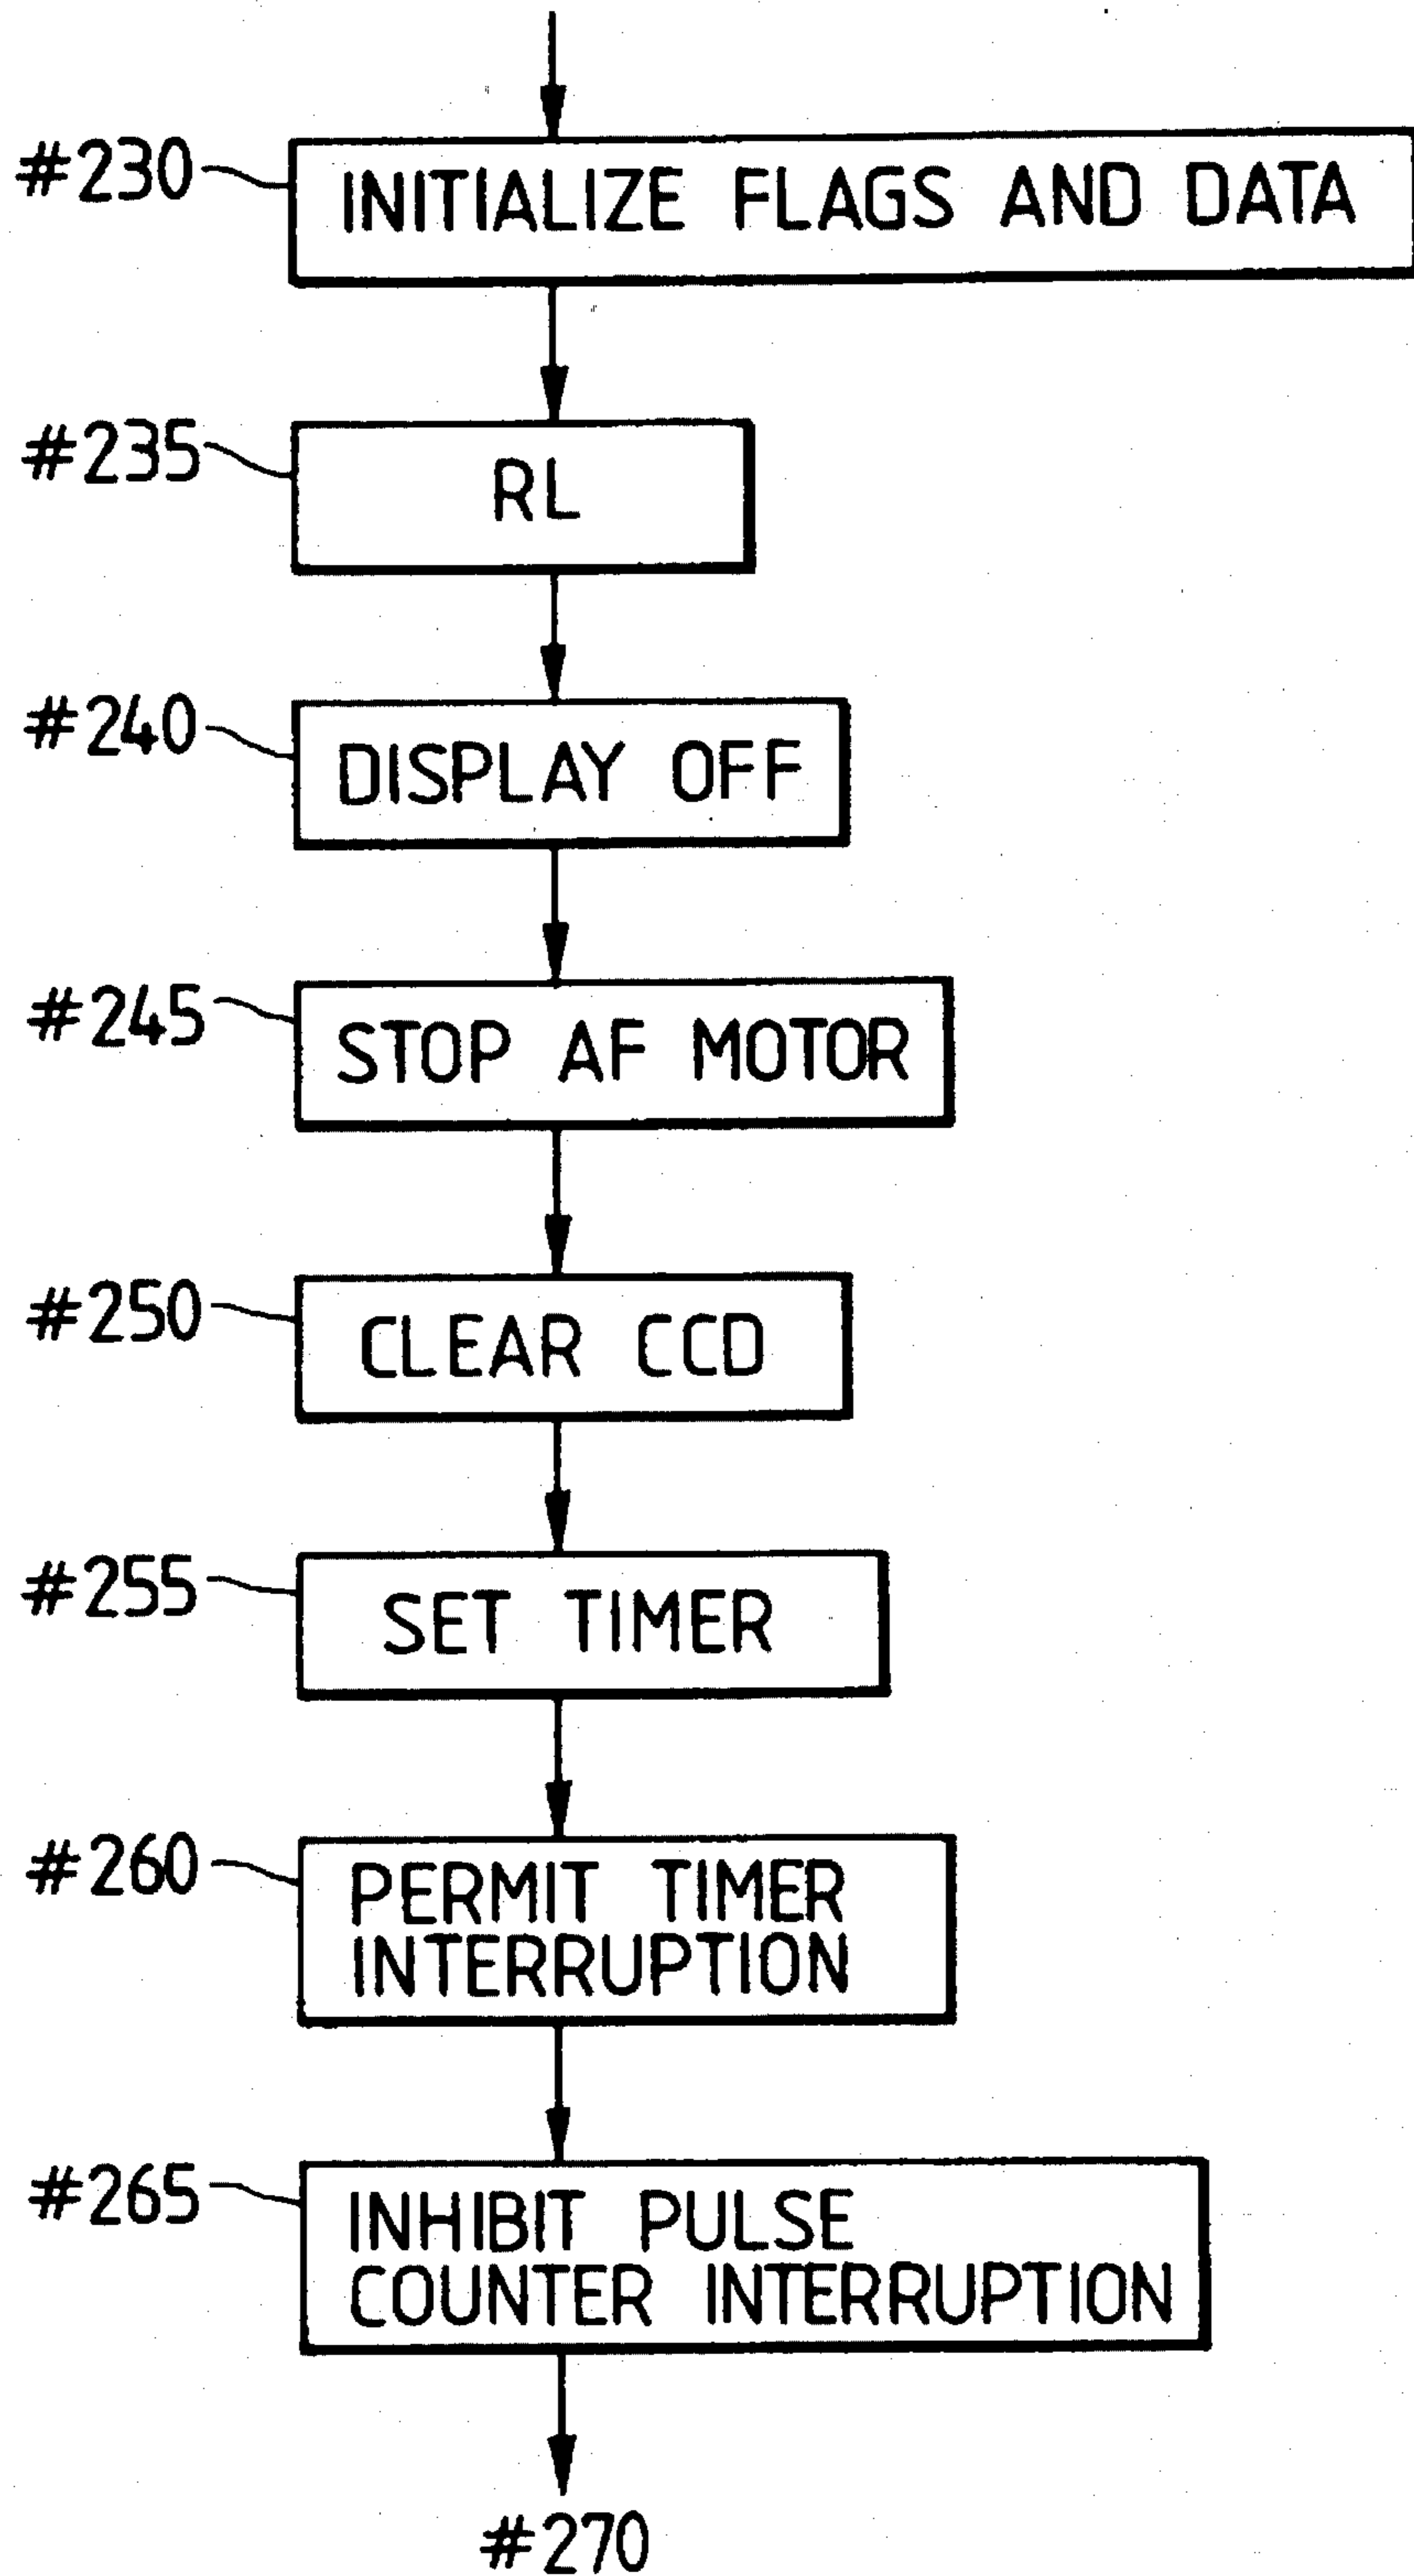 #230
INITIALIZE FLAGS AND DATA
#235
RL
#240
DISPLAY OFF
#245
STOP AF MOTOR
#250
CLEAR CCD
#255
SET TIMER
#260
PERMIT TIMER
INTERRUPTION
#265
INHIBIT PULSE
COUNTER INTERRUPTION
#270